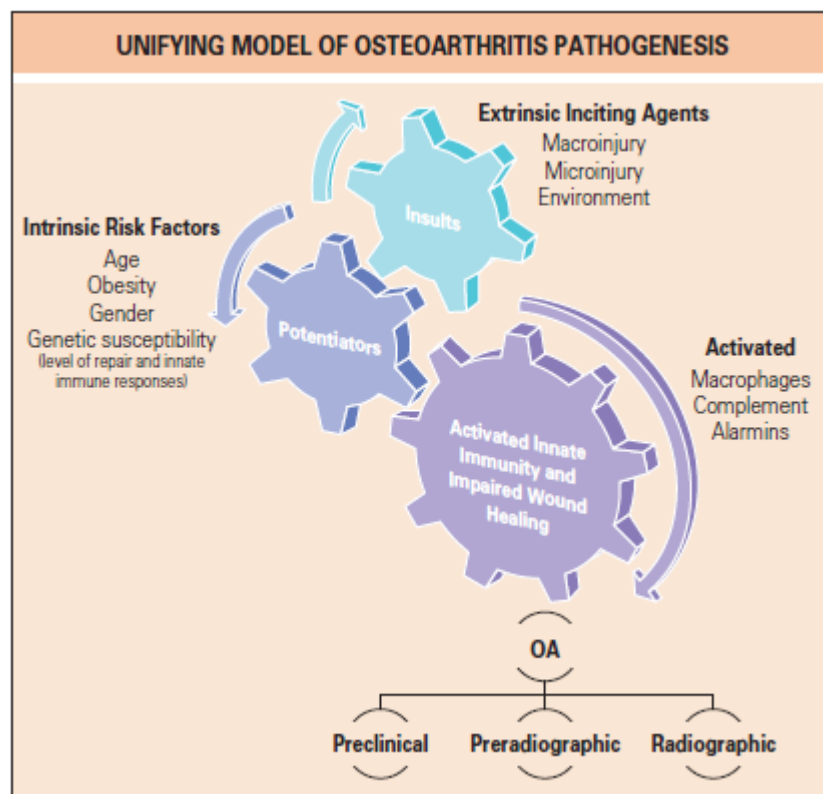 UNIFYING MODEL OF OSTEOARTHRITIS PATHOGENESIS
Extrinsic Inciting Agents
Macroinjury
Microinjury
Environment
Insults
Intrinsic Risk Factors
Age
Obesity
Gender
Genetic susceptibility
(level of repair and innate
immune responses)
Potentiators
Activated
Macrophages
Complement
Alarmins
Activated Innate
Immunity and
Impaired Wound
Healing
OA
Preclinical
Preradiographic
Radiographic